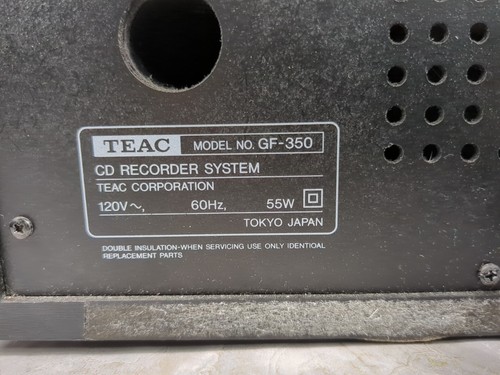 TEAC MODEL NO. GF-350
CD RECORDER SYSTEM
TEAC CORPORATION
120V～, 60Hz, 55W
TOKYO JAPAN
DOUBLE INSULATION-WHEN SERVICING USE ONLY IDENTICAL
REPLACEMENT PARTS